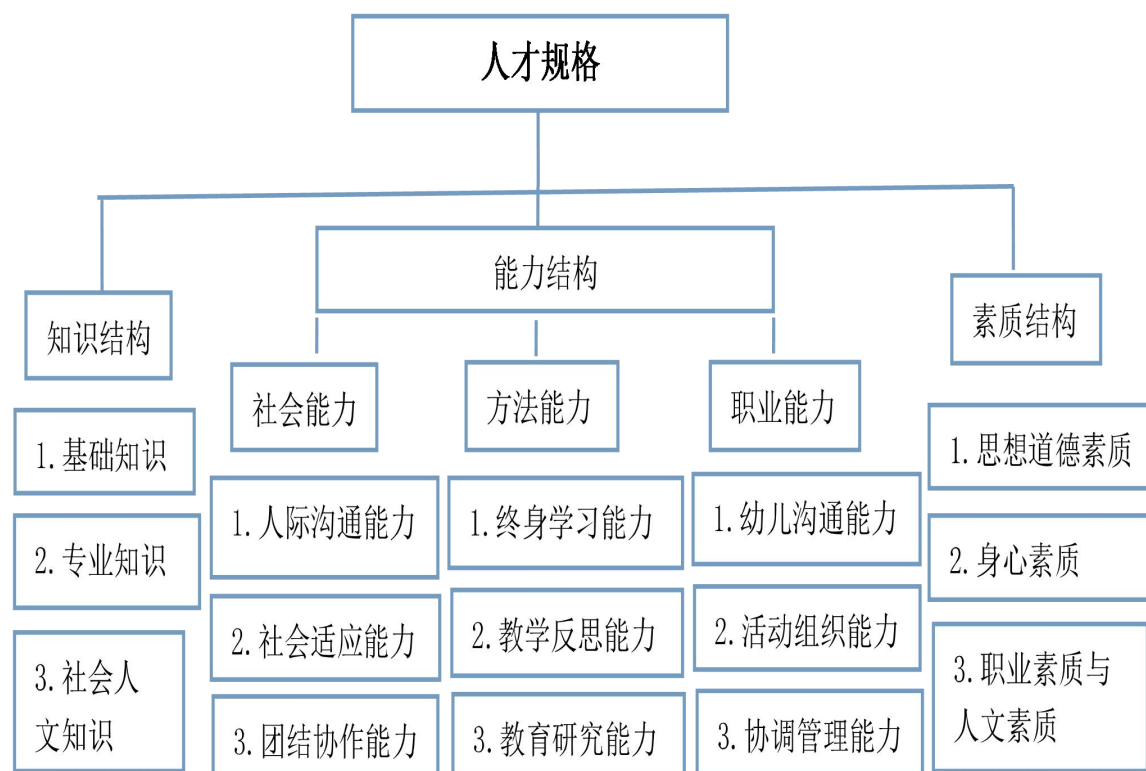 人才规格
能力结构
知识结构
素质结构
社会能力
方法能力
职业能力
1.基础知识
2.专业知识
3.社会人
文知识
1.人际沟通能力
2.社会适应能力
3.团结协作能力
1.终身学习能力
2.教学反思能力
3.教育研究能力
1.幼儿沟通能力
2.活动组织能力
3.协调管理能力
1.思想道德素质
2.身心素质
3.职业素质与
人文素质